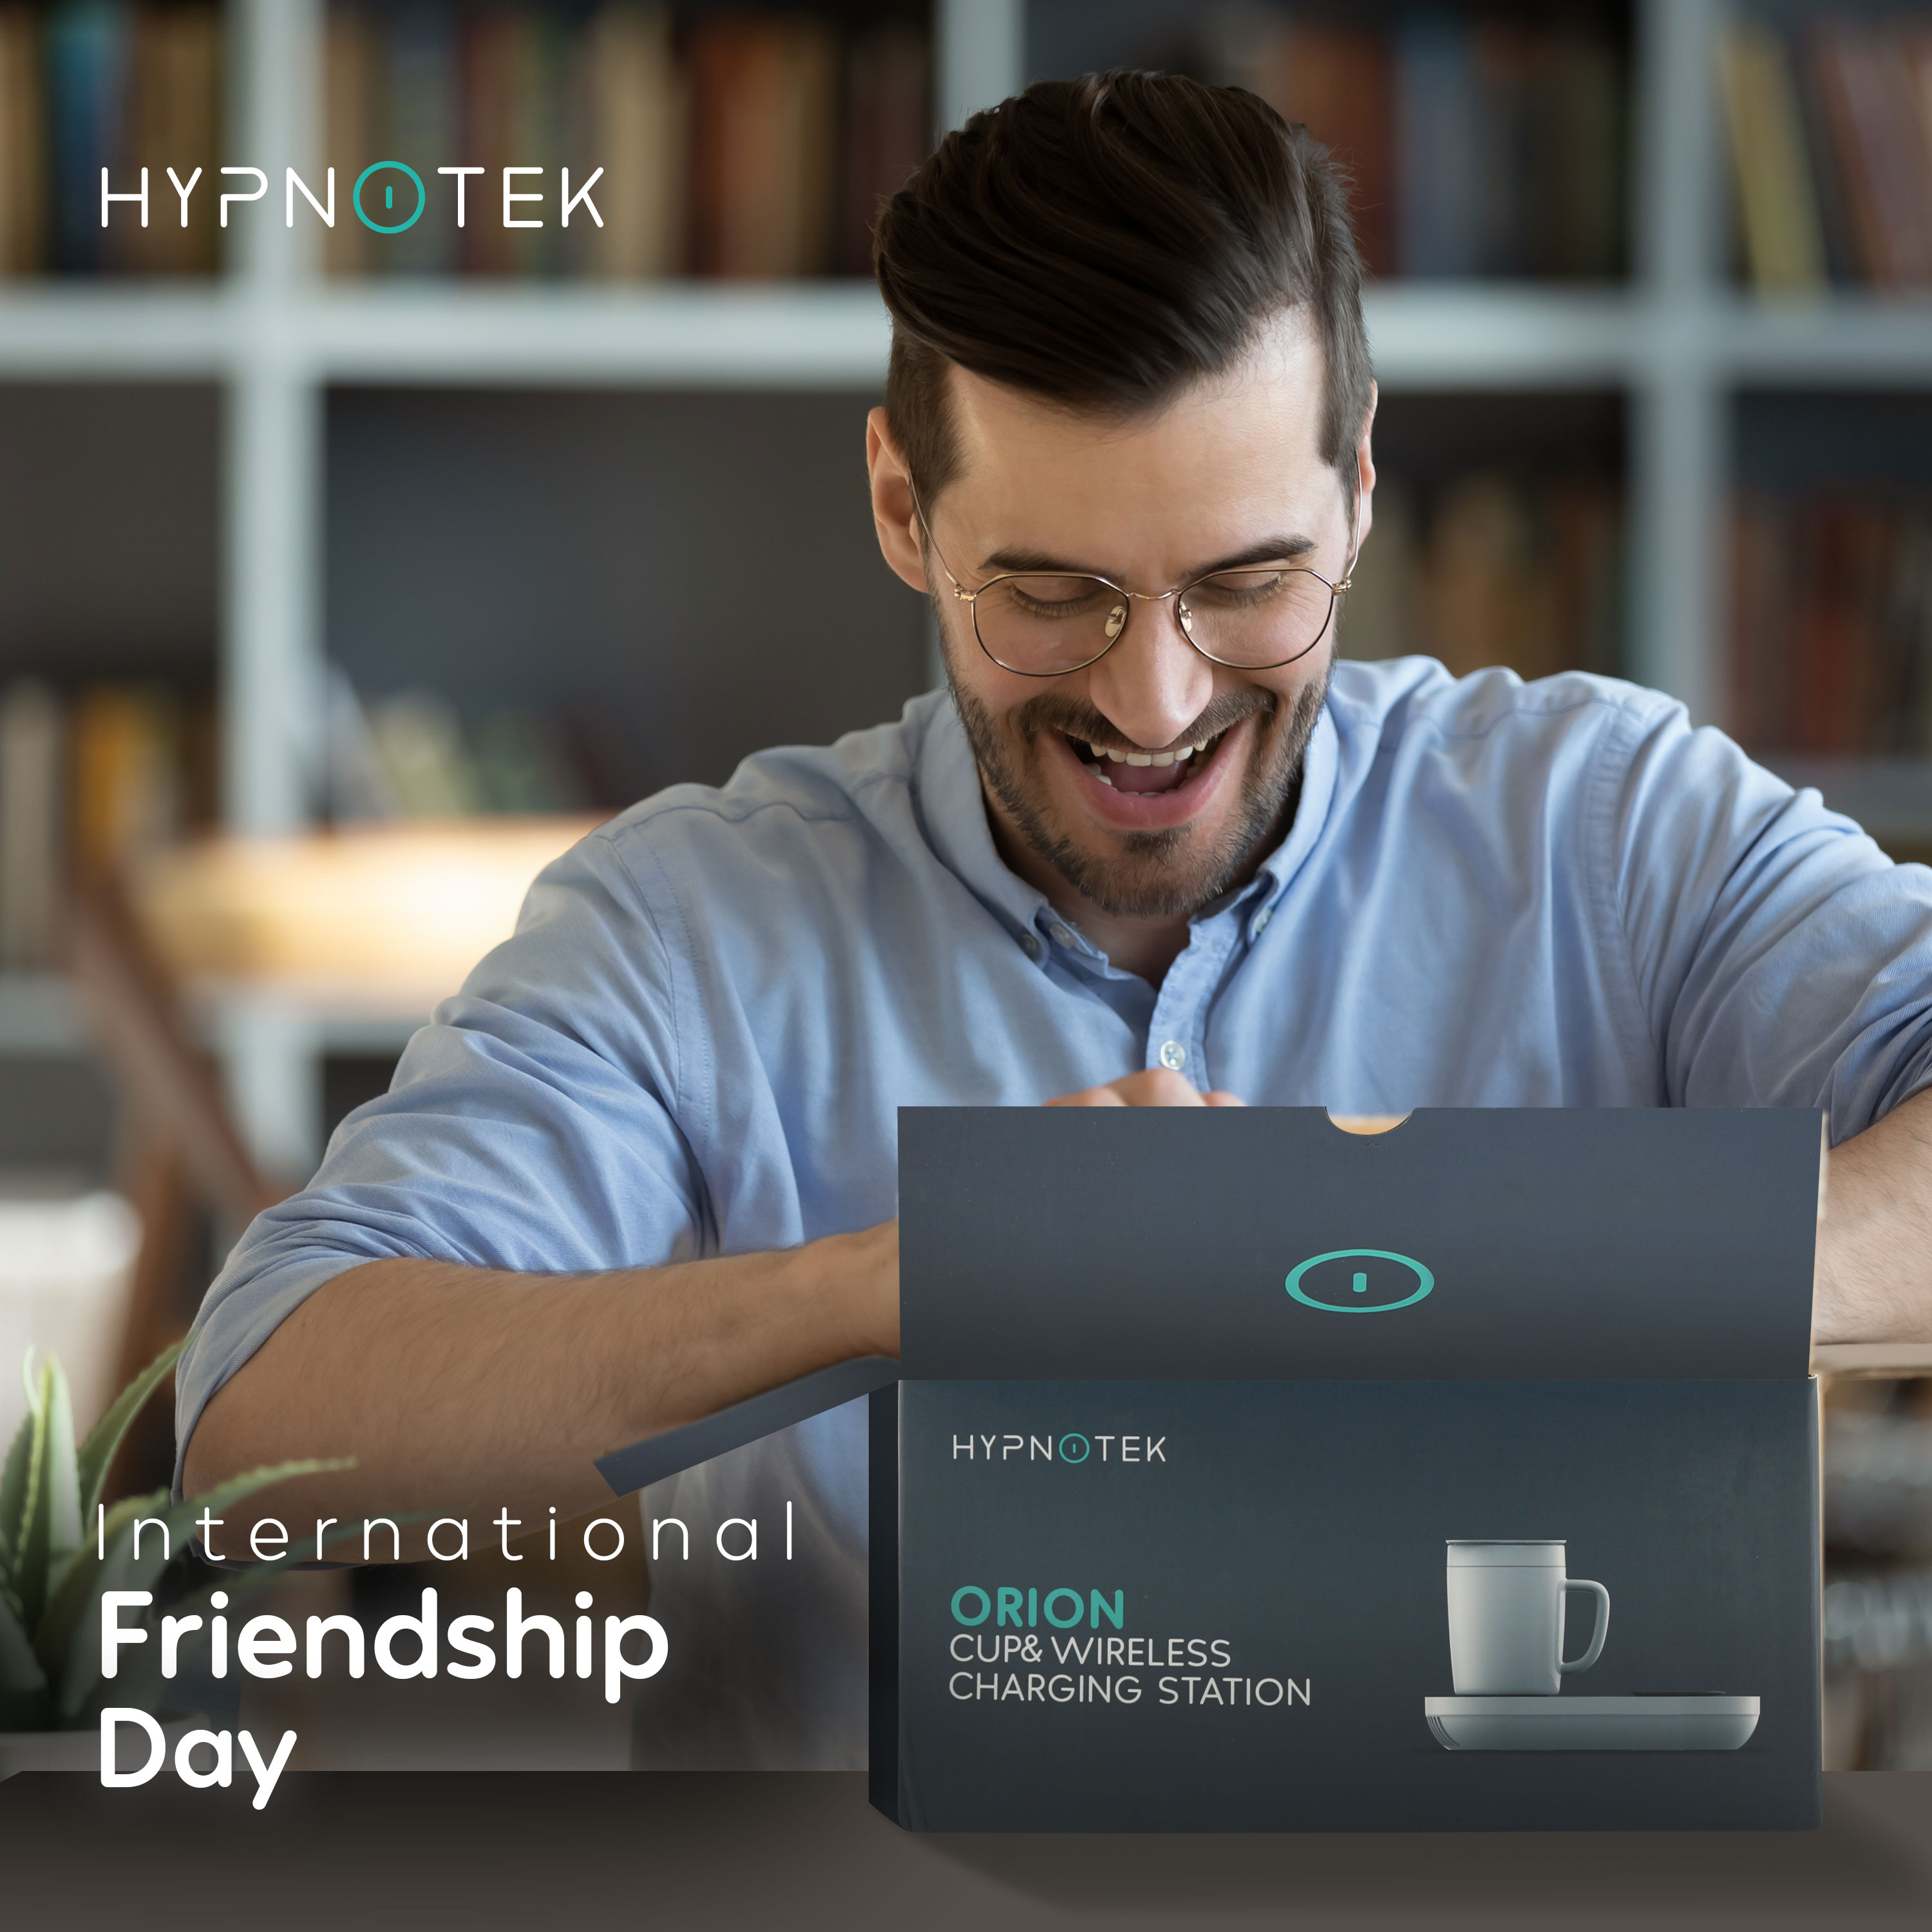 HYPNOTEK
International
Friendship
Day
HYPNOTEK
ORION
CUP& WIRELESS
CHARGING STATION